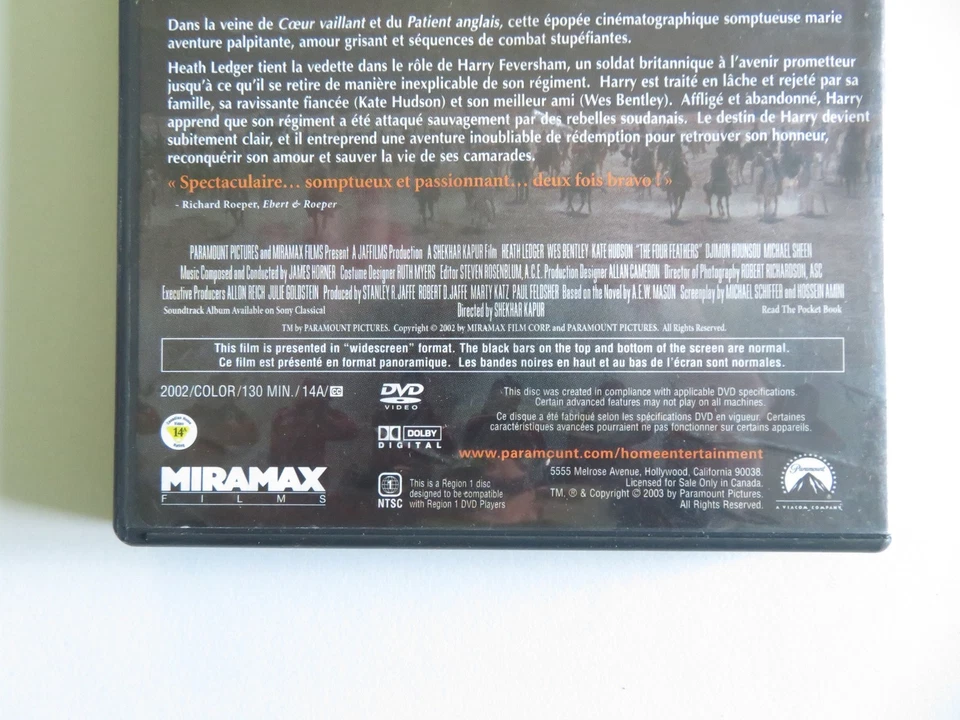 Dans la veine de Cœur vaillant et du Patient anglais, cette épopée cinématographique somptueuse marie
aventure palpitante, amour grisant et séquences de combat stupéfiantes.
Heath Ledger tient la vedette dans le rôle de Harry Feversham, un soldat britannique à l'avenir prometteur
jusqu'à ce qu'il se retire de manière inexplicable de son régiment. Harry est traité en lâche et rejeté par sa
famille, sa ravissante fiancée (Kate Hudson) et son meilleur ami (Wes Bentley). Affligé et abandonné, Harry
apprend que son régiment a été attaqué sauvagement par des rebelles soudanais. Le destin de Harry devient
subitement clair, et il entreprend une aventure inoubliable de rédemption pour retrouver son honneur,
reconquérir son amour et sauver la vie de ses camarades.
« Spectaculaire… somptueux et passionnant… deux fois bravo ! »
- Richard Roeper, Ebert & Roeper
PARAMOUNT PICTURES and MIRAMAX FILMS Present A JAFFILMS Production A SHEKHAR KAPUR Film HEATH LEDGER WES BENTLEY KATE HUDSON "THE FOUR FEATHERS" DJIMON HOUNSOU MICHAEL SHEEN
Music Composed and Conducted by JAMES HORNER Costume Designer RUTH MYERS Editor STEVEN ROSENBLUM, A.C.E. Production Designer ALLAN CAMERON Director of Photography ROBERT RICHARDSON, ASC
Executive Producers ALLON REICH JULIE GOLDSTEIN Produced by STANLEY R. JAFFE ROBERT D. JAFFE MARTY KATZ PAUL FELDSHER Based on the Novel by A.E.W. MASON Screenplay by MICHAEL SCHIFFER and HOSSEIN AMINI
Soundtrack Album Available on Sony Classical Directed by SHEKHAR KAPUR Read The Pocket Book
TM by PARAMOUNT PICTURES. Copyright © 2002 by MIRAMAX FILM CORP. and PARAMOUNT PICTURES. All Rights Reserved.
This film is presented in "widescreen" format. The black bars on the top and bottom of the screen are normal.
Ce film est présenté en format panoramique. Les bandes noires en haut et au bas de l'écran sont normales.
2002/COLOR/130 MIN./14A/CC
DVD
VIDEO
This disc was created in compliance with applicable DVD specifications.
Certain advanced features may not play on all machines.
Ce disque a été fabriqué selon les spécifications DVD en vigueur. Certaines
caractéristiques avancées pourraient ne pas fonctionner sur certains appareils.
14A
DOLBY
DIGITAL
www.paramount.com/homeentertainment
MIRAMAX
FILMS
1
NTSC
This is a Region 1 disc
designed to be compatible
with Region 1 DVD Players
5555 Melrose Avenue, Hollywood, California 90038.
Licensed for Sale Only in Canada.
TM, ® & Copyright © 2003 by Paramount Pictures.
All Rights Reserved.
Paramount
A VIACOM COMPANY